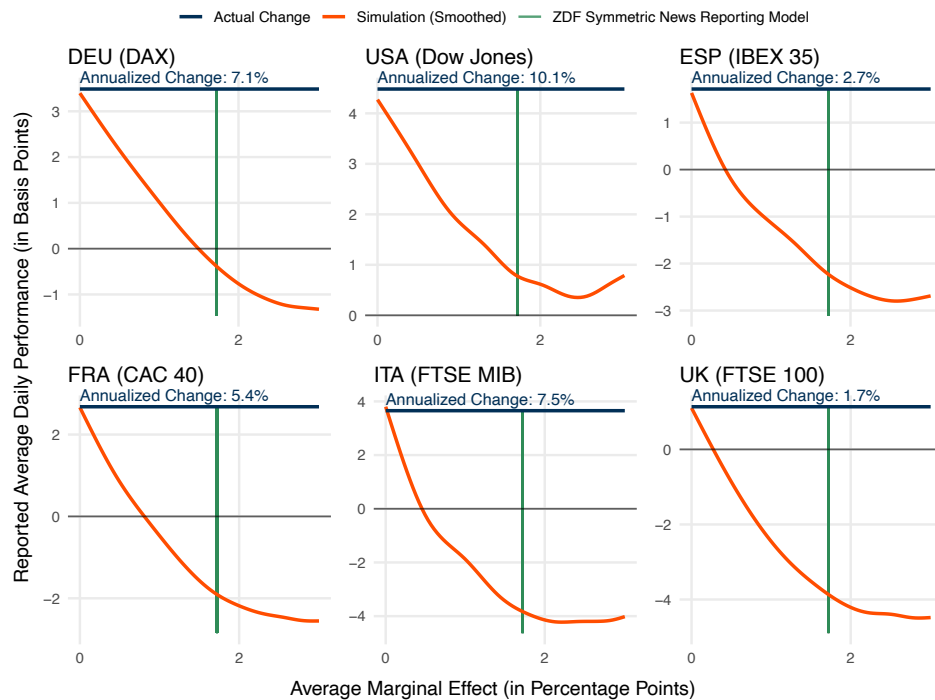 Actual Change Simulation (Smoothed) ZDF Symmetric News Reporting Model
DEU (DAX) USA (Dow Jones) ESP (IBEX 35)
Annualized Change: 7.1% Annualized Change: 10.1% Annualized Change: 2.7%
3
2
1
0
−1
4
3
2
1
0
1
0
−1
−2
−3
0 2 0 2 0 2
FRA (CAC 40) ITA (FTSE MIB) UK (FTSE 100)
Annualized Change: 5.4% Annualized Change: 7.5% Annualized Change: 1.7%
2
0
−2
4
2
0
−2
−4
0
−2
−4
0 2 0 2 0 2
Reported Average Daily Performance (in Basis Points)
Average Marginal Effect (in Percentage Points)